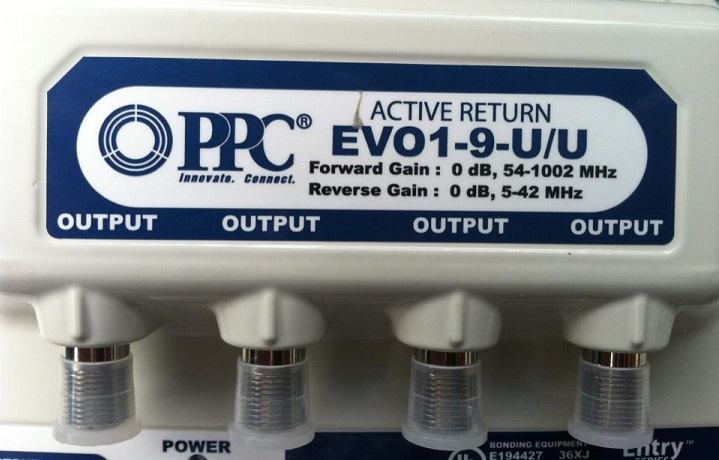 PPC®
Innovate. Connect.
ACTIVE RETURN
EVO1-9-U/U
Forward Gain : 0 dB, 54-1002 MHz
Reverse Gain : 0 dB, 5-42 MHz
OUTPUT OUTPUT OUTPUT OUTPUT
POWER
BONDING EQUIPMENT
E194427 36XJ
Entry™